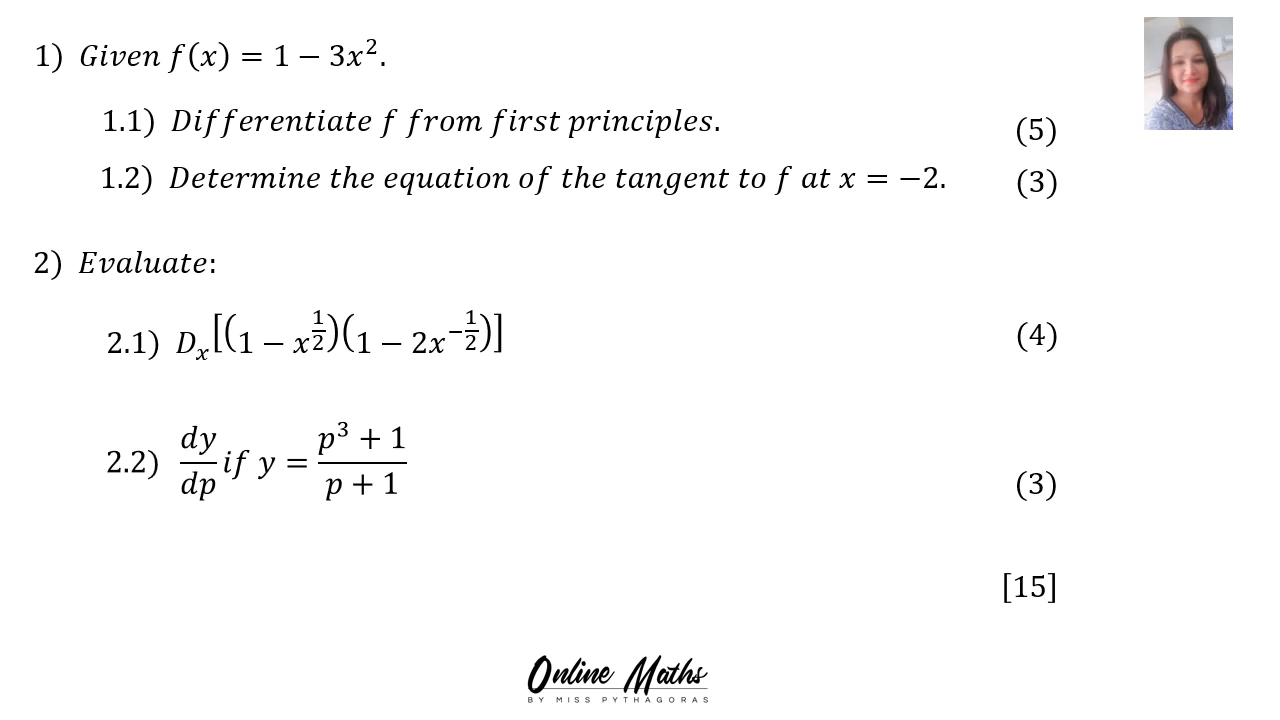 1) Given f(x) = 1 − 3x².
1.1) Differentiate f from first principles. (5)
1.2) Determine the equation of the tangent to f at x = −2. (3)
2) Evaluate:
2.1) Dₓ[(1 − x^(1/2))(1 − 2x^(−1/2))] (4)
2.2) dy/dp if y = (p³ + 1)/(p + 1) (3)
[15]
Online Maths
BY MISS PYTHAGORAS